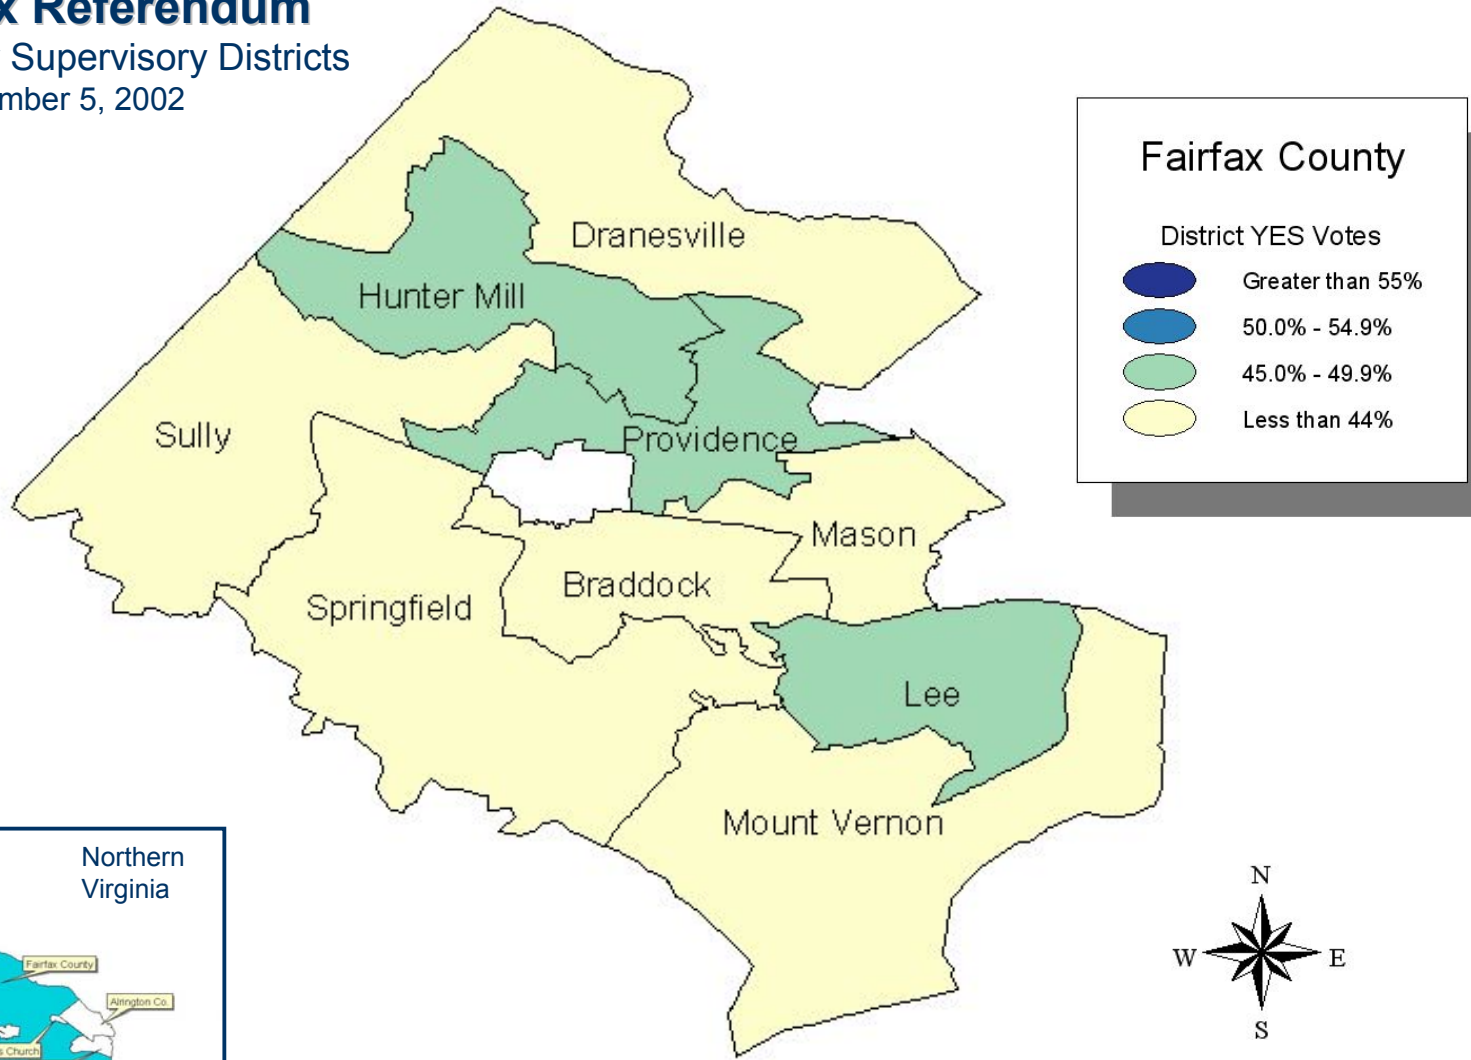 x Referendum
Supervisory Districts
mber 5, 2002
Fairfax County
District YES Votes
Greater than 55%
50.0% - 54.9%
45.0% - 49.9%
Less than 44%
Dranesville
Hunter Mill
Sully
Providence
Mason
Braddock
Springfield
Lee
Mount Vernon
Northern
Virginia
Fairfax County
Arlington Co.
s Church
N
W
E
S